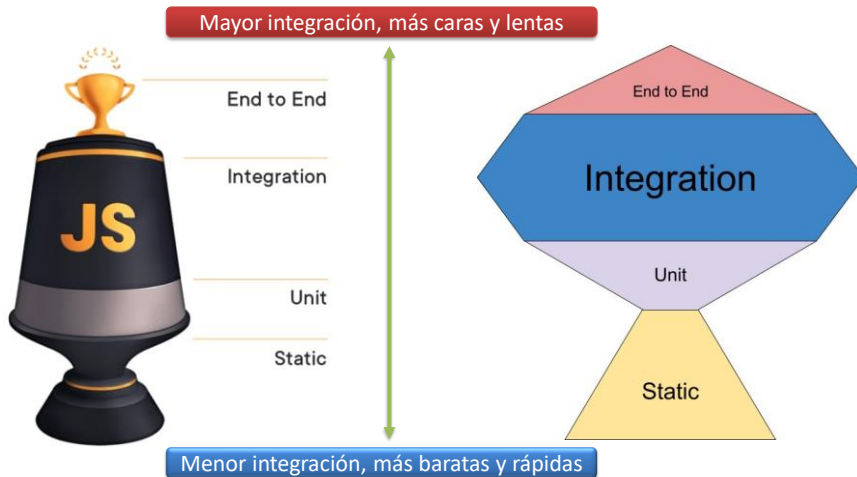 Mayor integración, más caras y lentas
End to End
Integration
JS
Unit
Static
End to End
Integration
Unit
Static
Menor integración, más baratas y rápidas